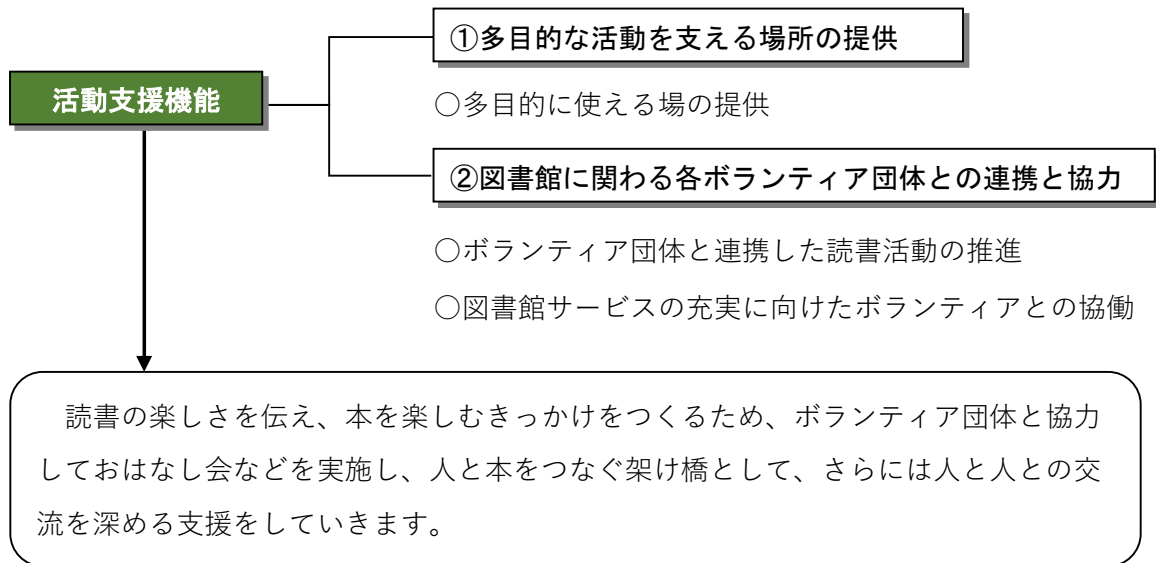 ①多目的な活動を支える場所の提供
活動支援機能
○多目的に使える場の提供
②図書館に関わる各ボランティア団体との連携と協力
○ボランティア団体と連携した読書活動の推進
○図書館サービスの充実に向けたボランティアとの協働
読書の楽しさを伝え、本を楽しむきっかけをつくるため、ボランティア団体と協力
しておはなし会などを実施し、人と本をつなぐ架け橋として、さらには人と人との交
流を深める支援をしていきます。